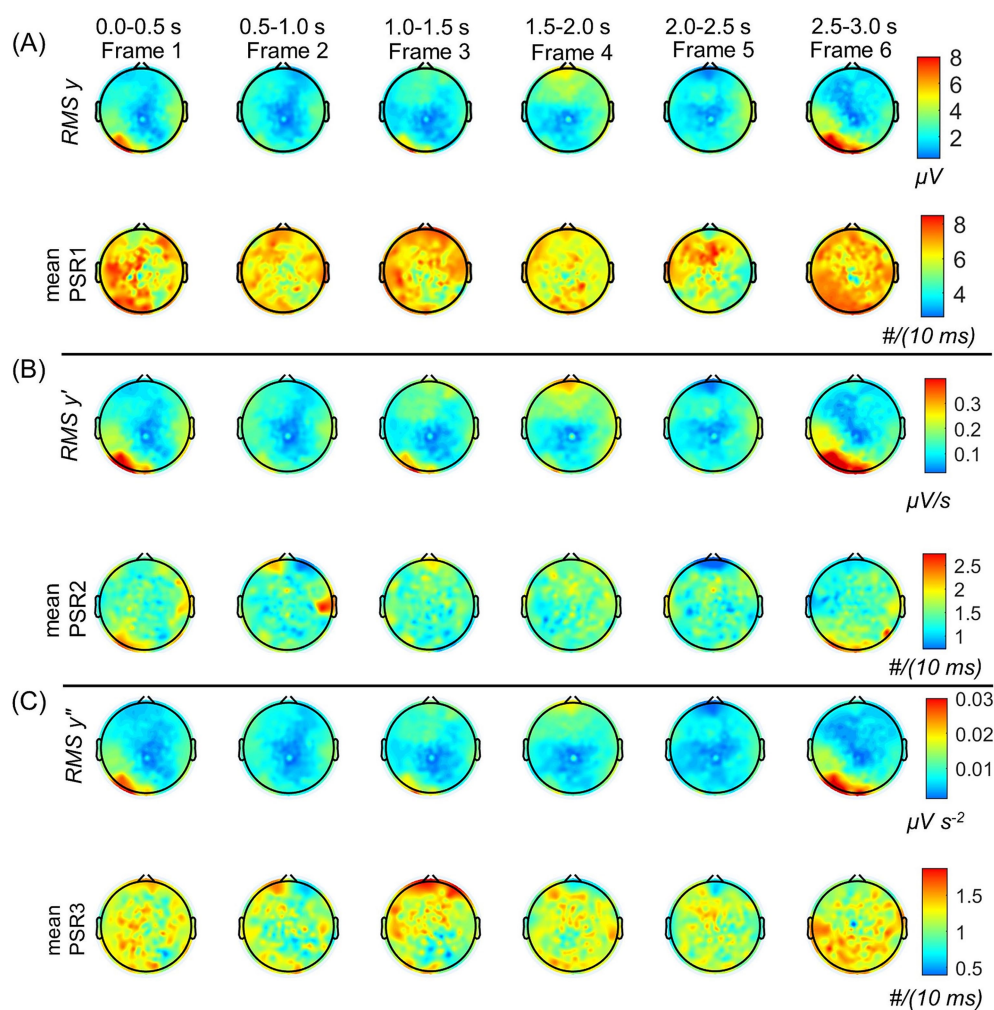 0.0-0.5 s 0.5-1.0 s 1.0-1.5 s 1.5-2.0 s 2.0-2.5 s 2.5-3.0 s
(A) Frame 1 Frame 2 Frame 3 Frame 4 Frame 5 Frame 6
RMS y
8
6
4
2
µV
mean
PSR1
8
6
4
#/(10 ms)
(B)
RMS y'
0.3
0.2
0.1
µV/s
mean
PSR2
2.5
2
1.5
1
#/(10 ms)
(C)
RMS y"
0.03
0.02
0.01
µV s-2
mean
PSR3
1.5
1
0.5
#/(10 ms)